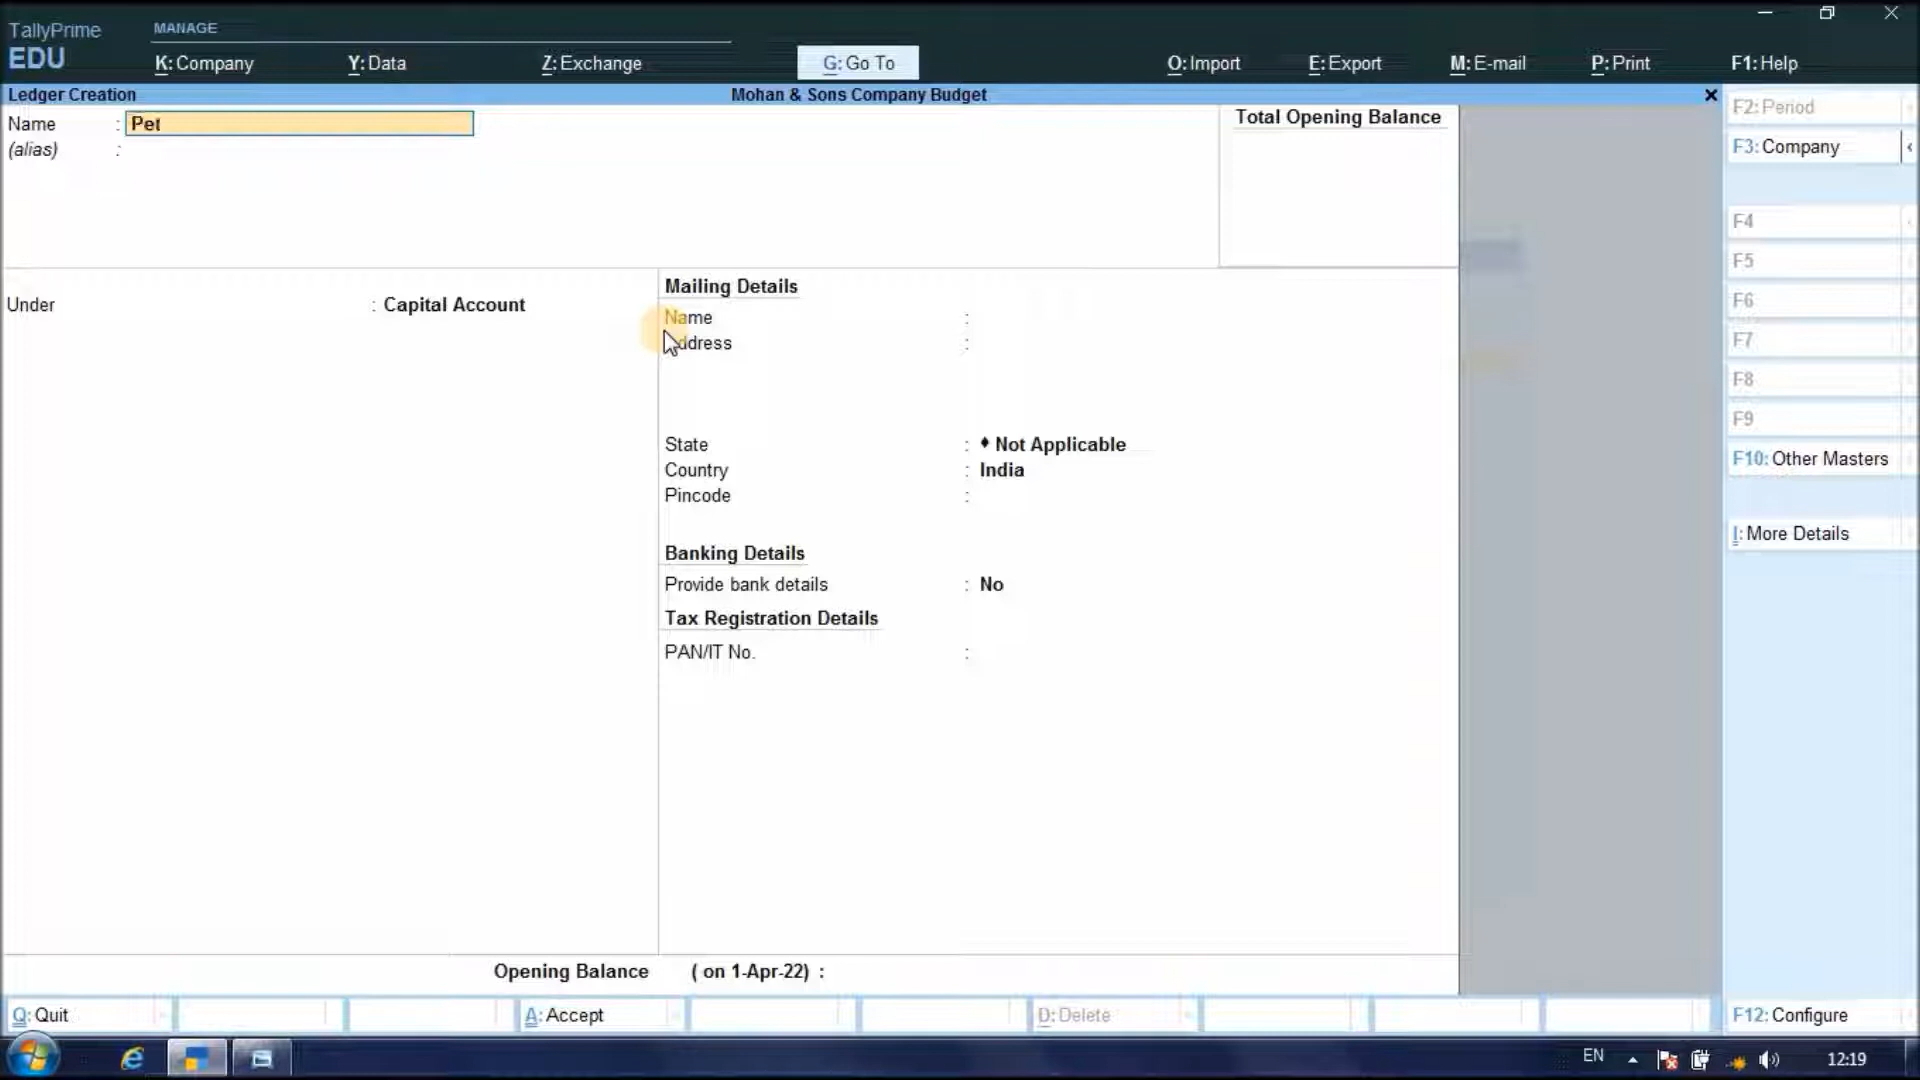 TallyPrime
EDU
MANAGE
K: Company
Y: Data
Z: Exchange
G: Go To
O: Import
E: Export
M: E-mail
P: Print
F1: Help
Ledger Creation
Mohan & Sons Company Budget
Name : Pet
(alias) :
Total Opening Balance
Under : Capital Account
Mailing Details
Name :
Address :
State : ♦ Not Applicable
Country : India
Pincode :
Banking Details
Provide bank details : No
Tax Registration Details
PAN/IT No. :
Opening Balance ( on 1-Apr-22) :
F2: Period
F3: Company
F4
F5
F6
F7
F8
F9
F10: Other Masters
I: More Details
F12: Configure
Q: Quit
A: Accept
D: Delete
EN
12:19